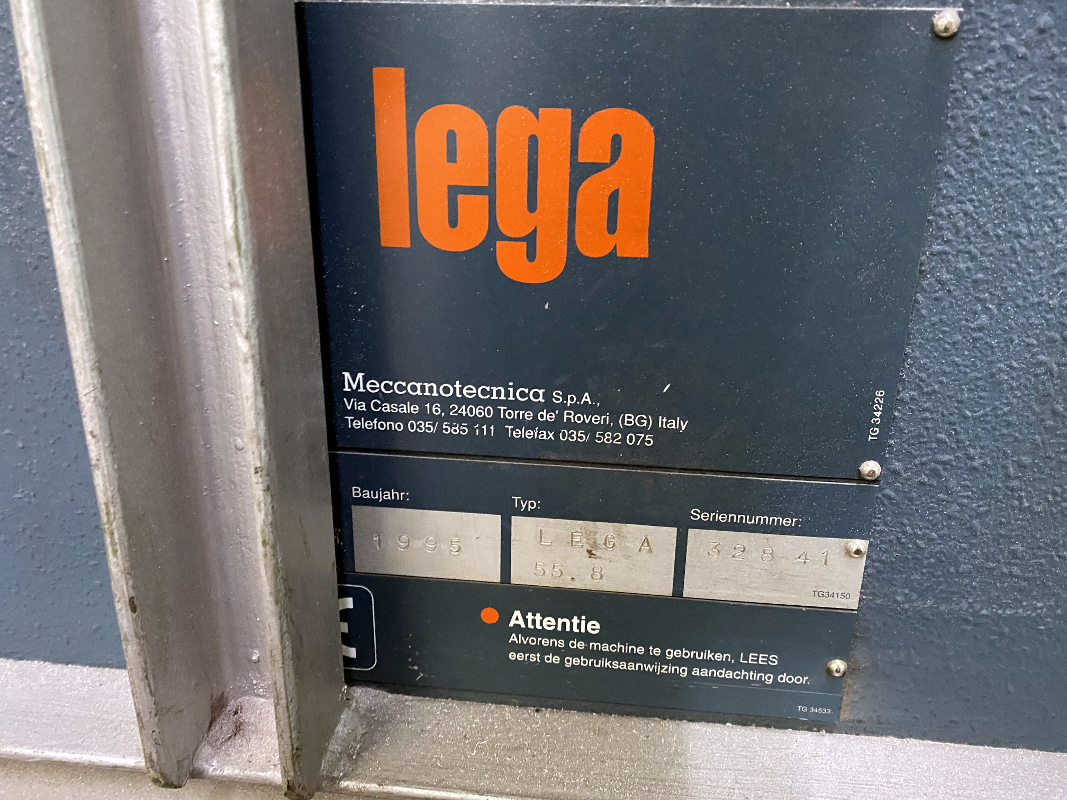 lega
Meccanotecnica S.p.A.,
Via Casale 16, 24060 Torre de' Roveri, (BG) Italy
Telefono 035/ 585 111 Telefax 035/ 582 075
TG 34226
Baujahr:
1995
Typ:
LEGA
55.8
Seriennummer:
32841
TG34150
Attentie
Alvorens de machine te gebruiken, LEES
eerst de gebruiksaanwijzing aandachting door.
TG 34533